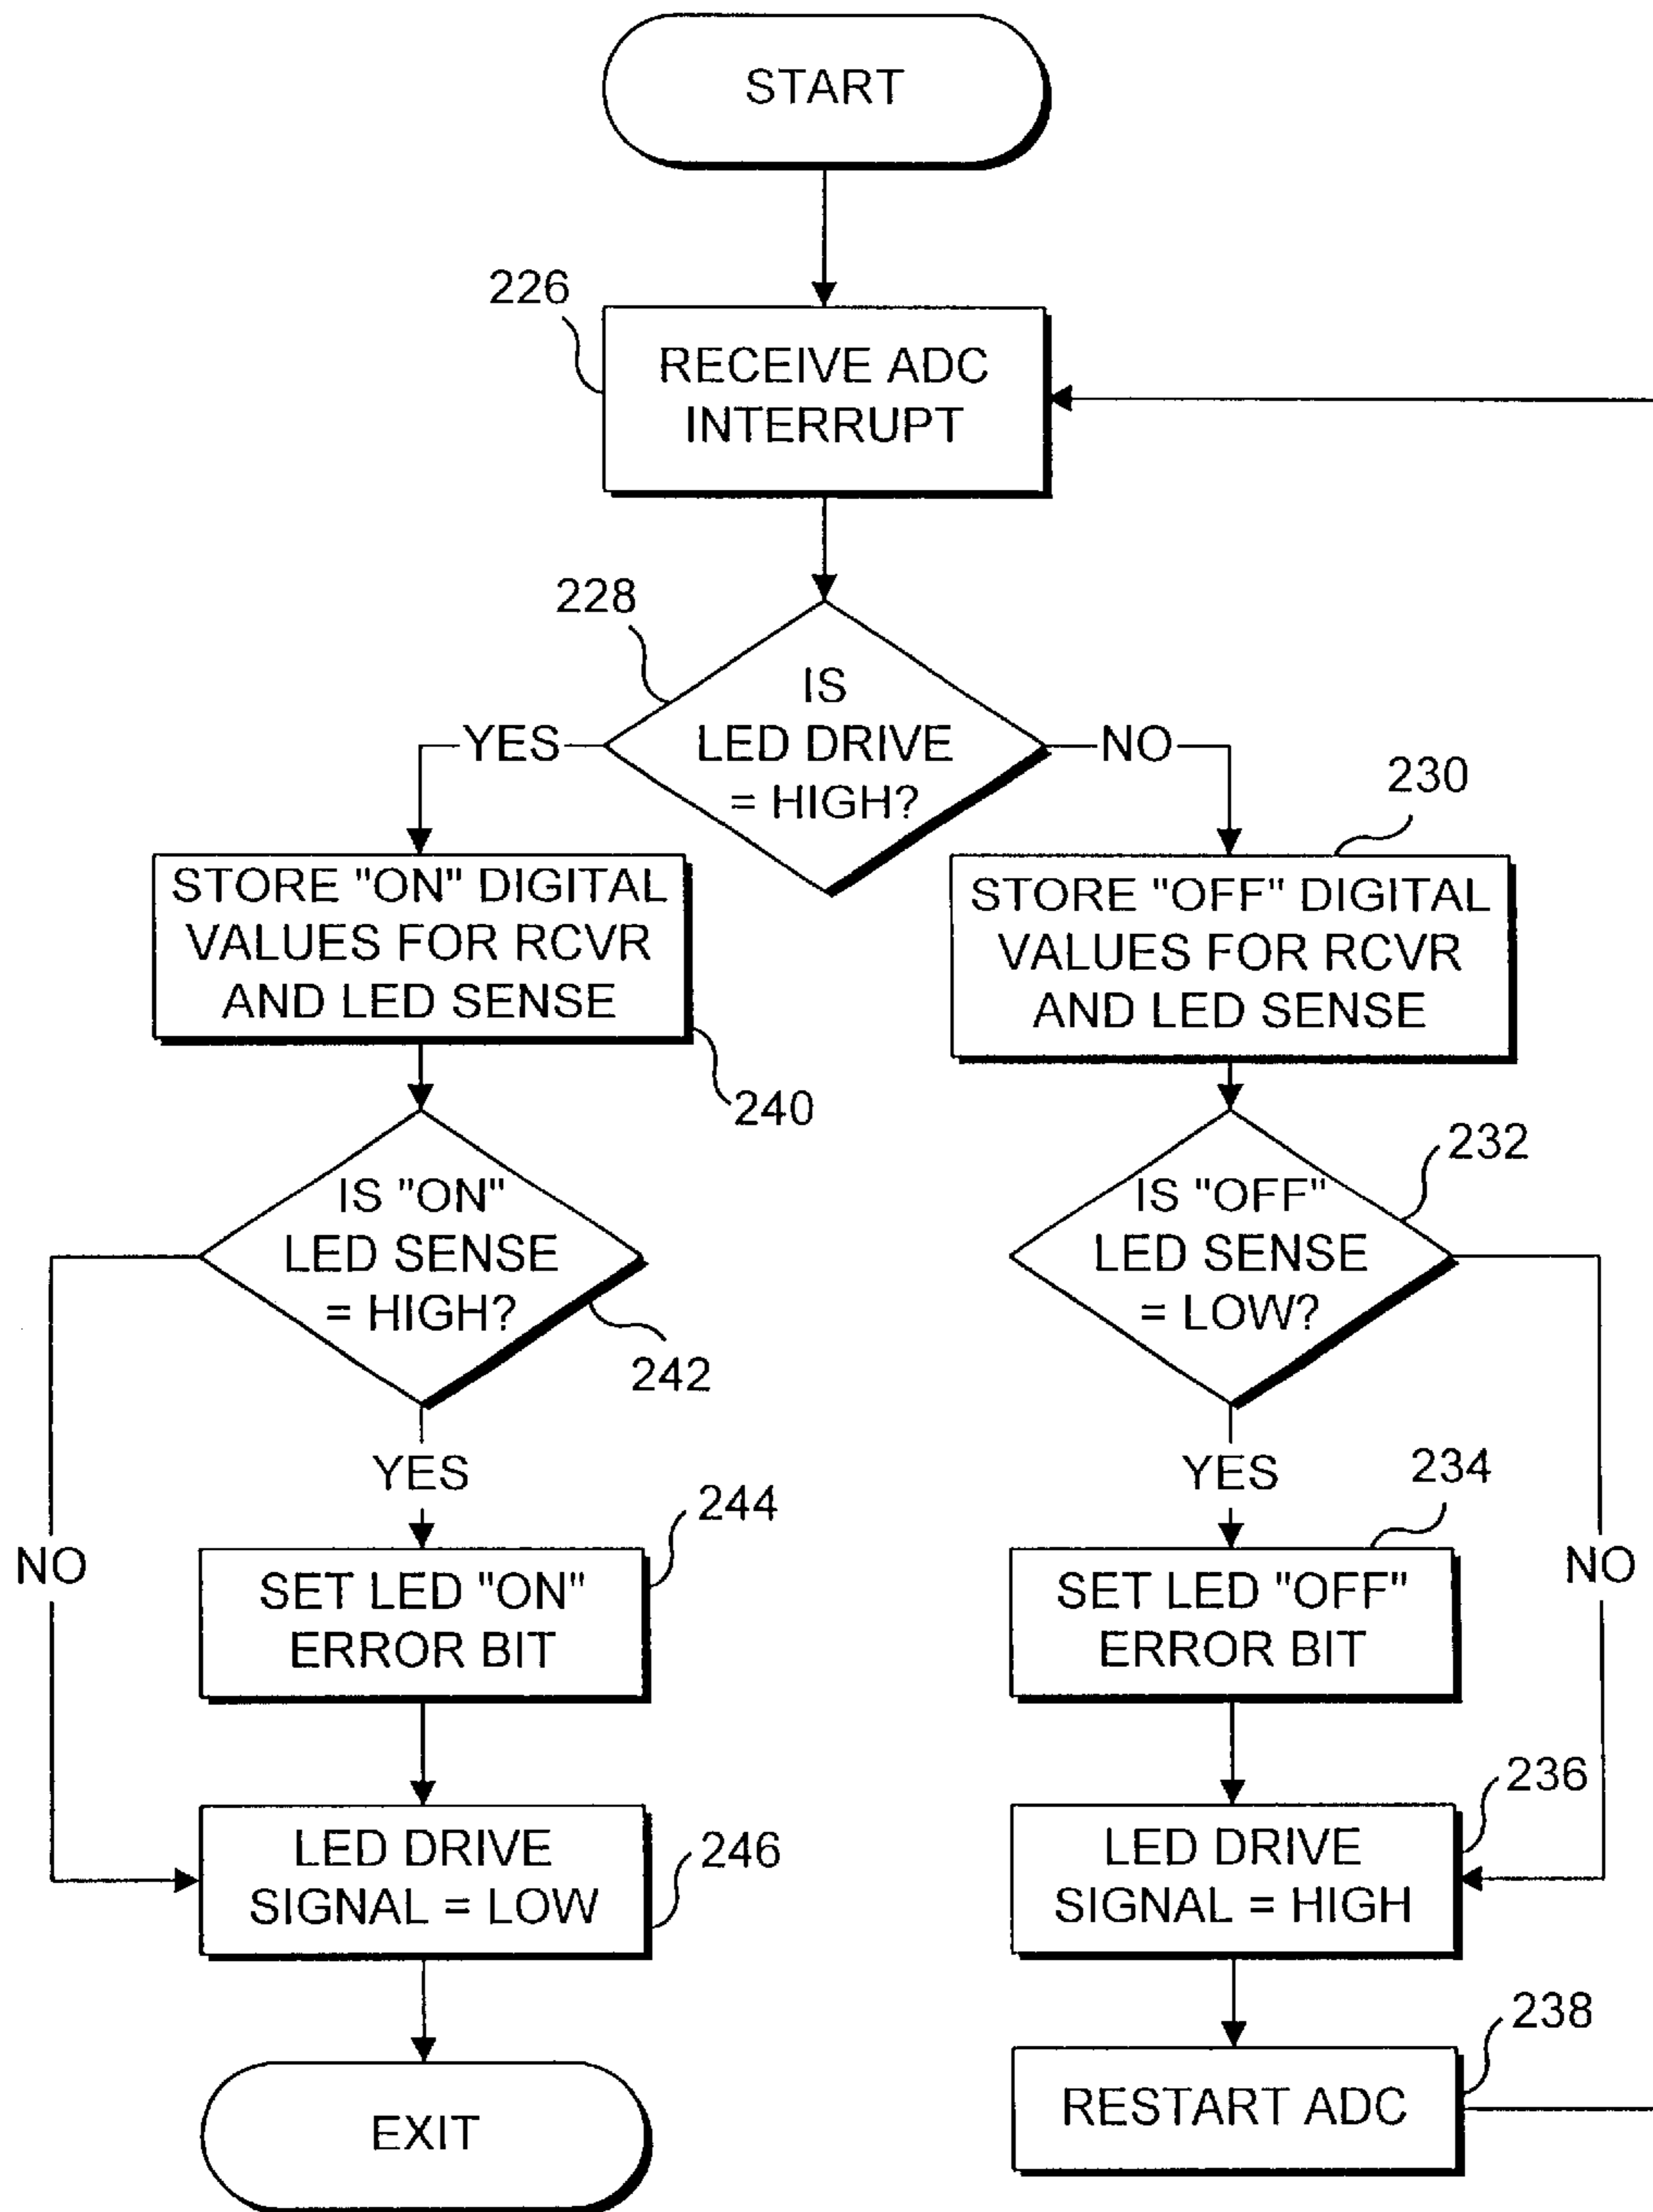 START
226
RECEIVE ADC
INTERRUPT
228
IS
LED DRIVE
= HIGH?
YES
NO
230
STORE "ON" DIGITAL
VALUES FOR RCVR
AND LED SENSE
240
STORE "OFF" DIGITAL
VALUES FOR RCVR
AND LED SENSE
IS "ON"
LED SENSE
= HIGH?
242
232
IS "OFF"
LED SENSE
= LOW?
YES
NO
244
SET LED "ON"
ERROR BIT
YES
234
NO
SET LED "OFF"
ERROR BIT
LED DRIVE
SIGNAL = LOW
246
236
LED DRIVE
SIGNAL = HIGH
EXIT
238
RESTART ADC